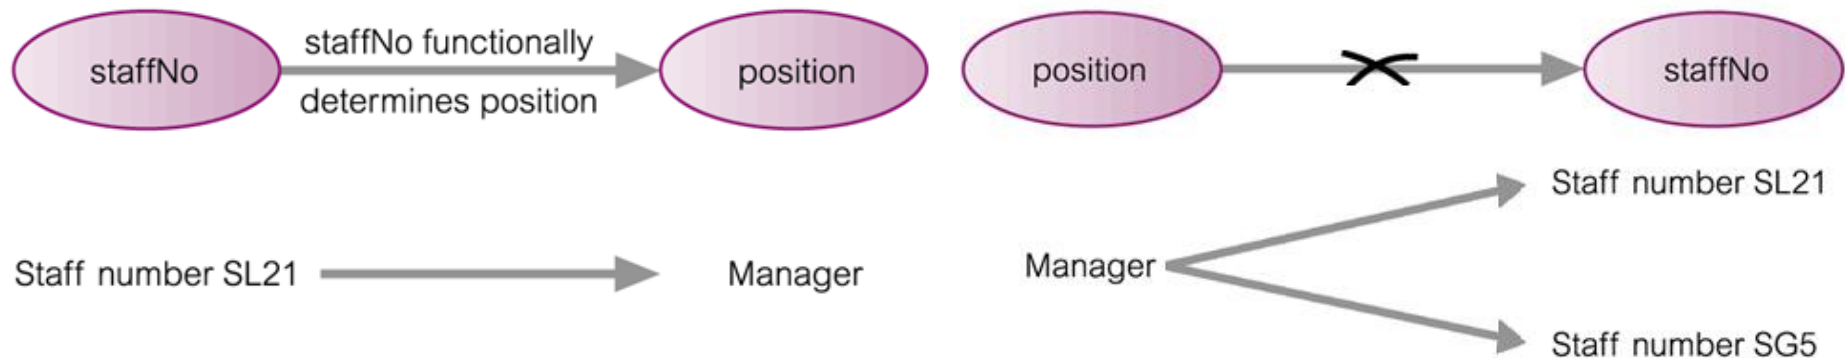 staffNo
staffNo functionally
determines position
position
Staff number SL21
Manager
position
staffNo
Manager
Staff number SL21
Staff number SG5